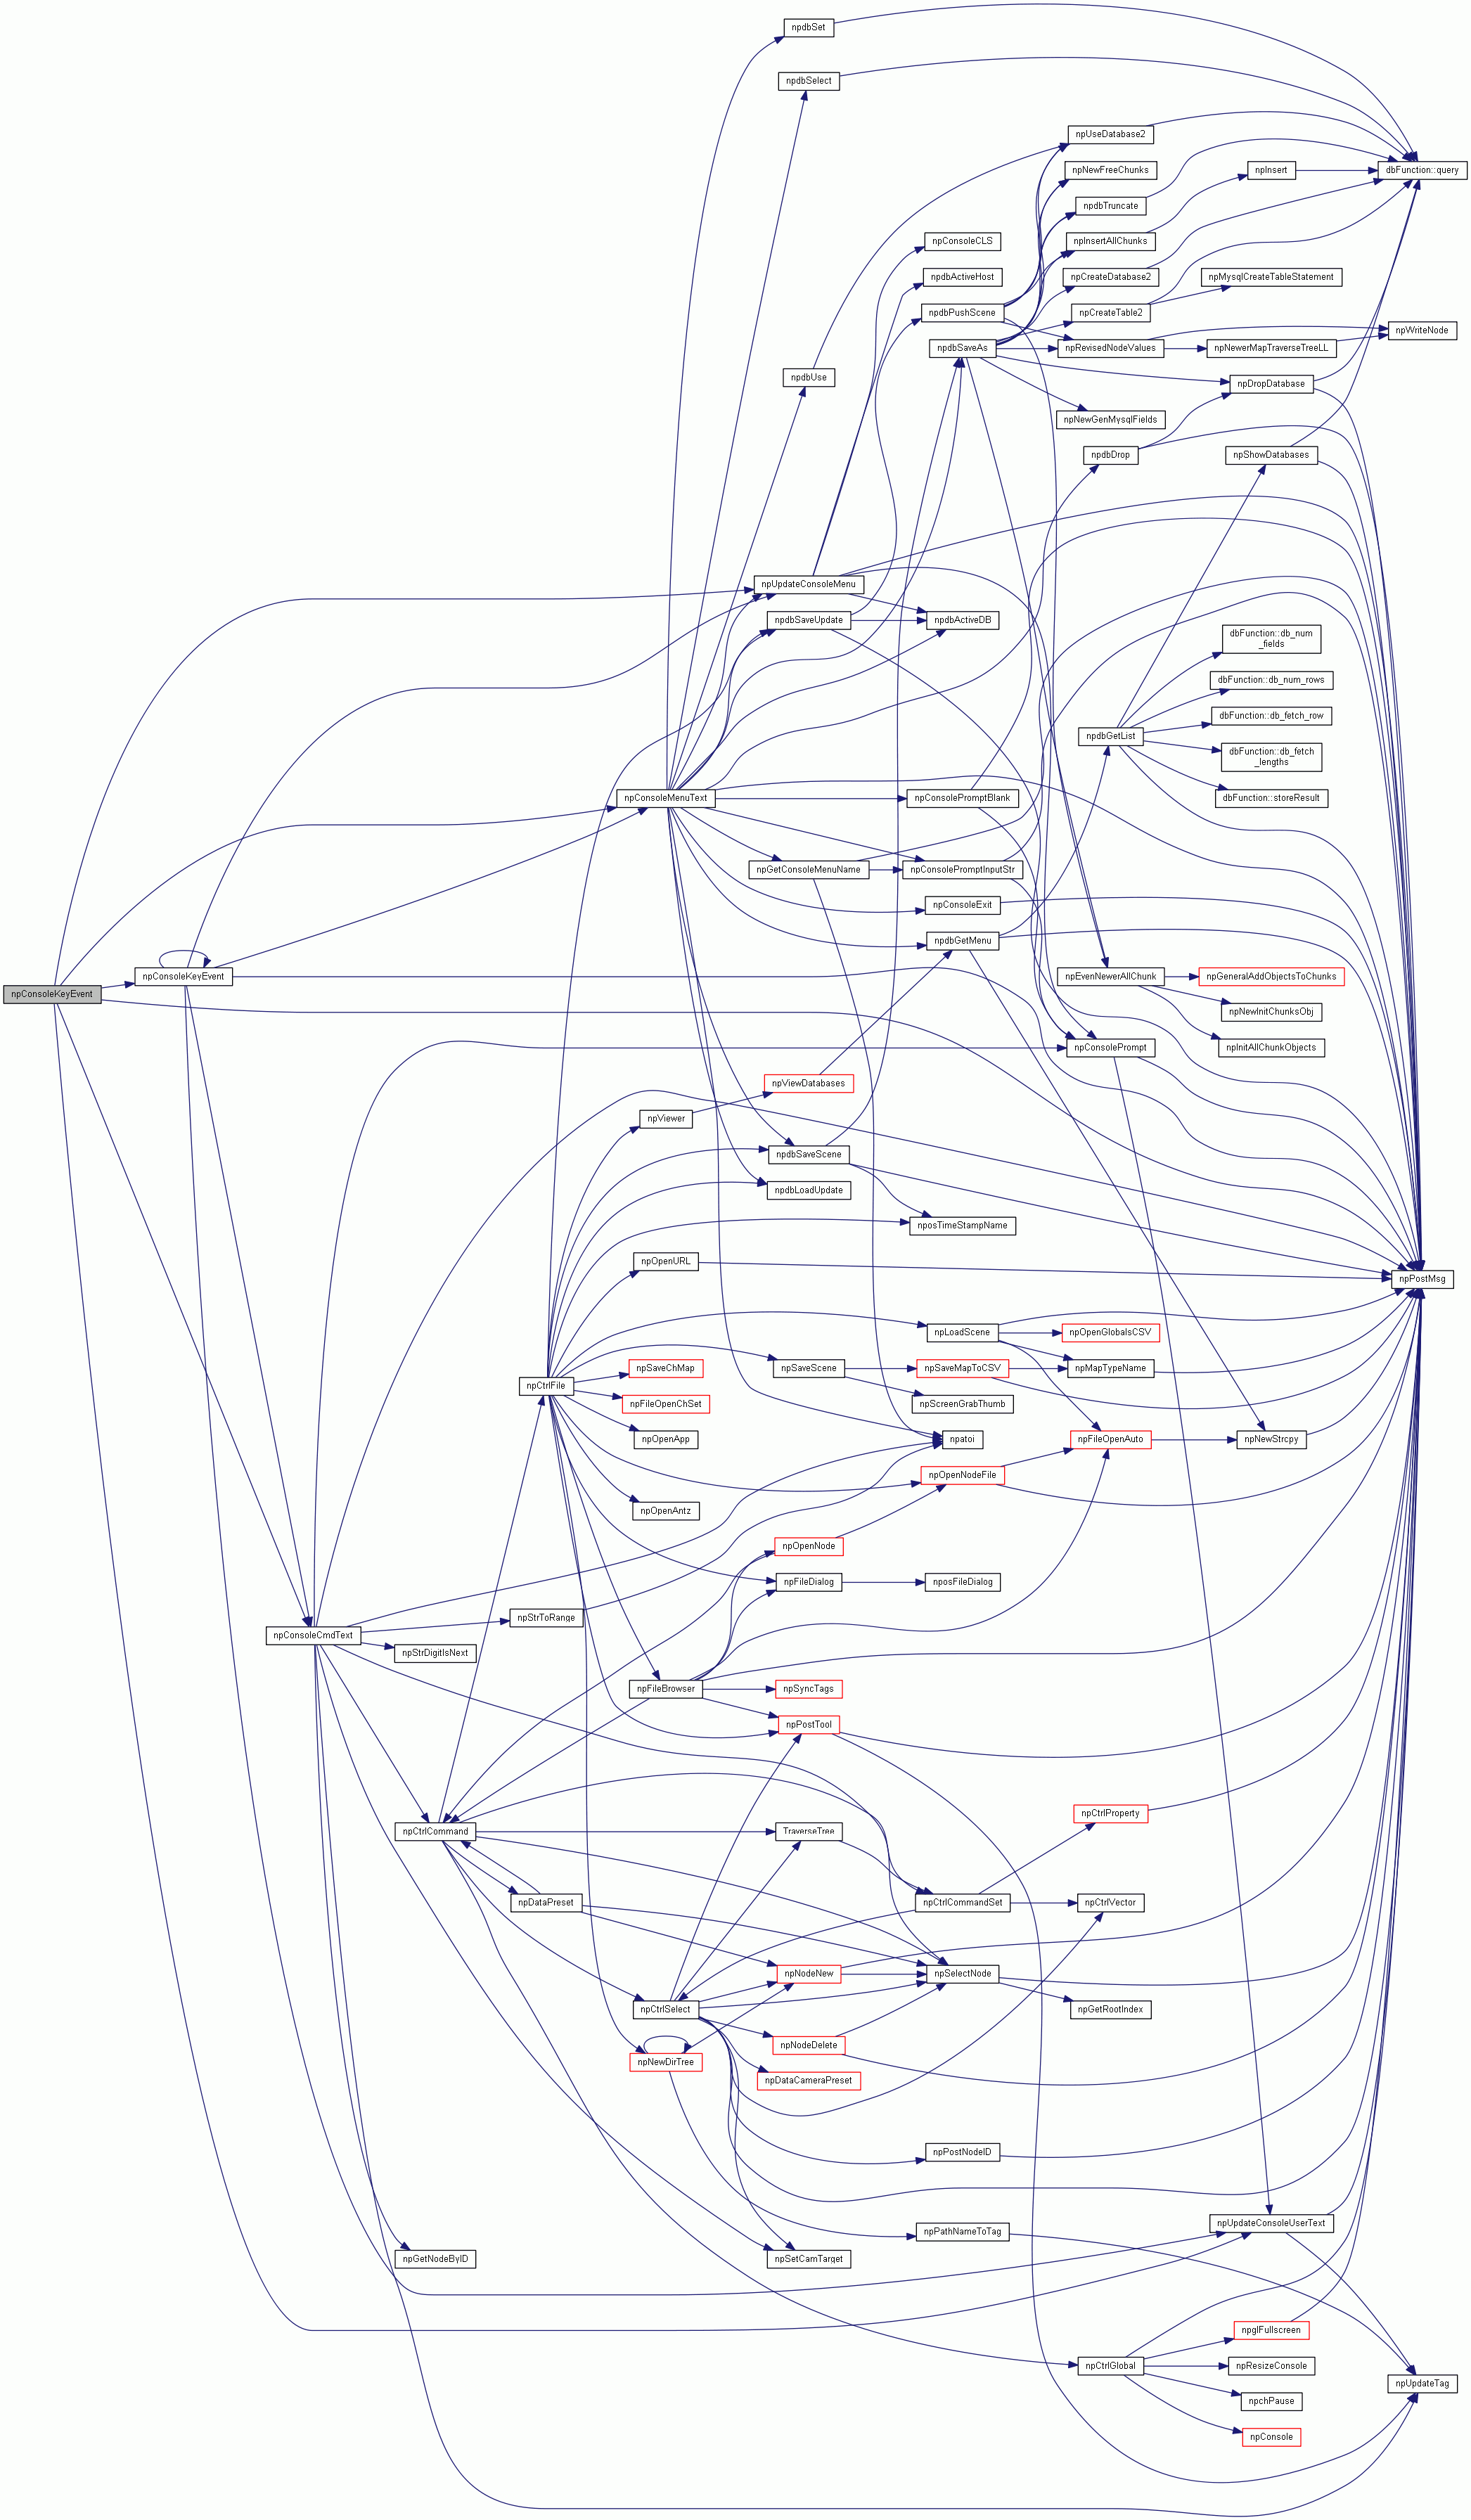 npdbSet
npdbSelect
npUseDatabase2
npNewFreeChunks
npInsert
dbFunction::query
npdbTruncate
npConsoleCLS
npInsertAllChunks
npdbActiveHost
npCreateDatabase2
npMysqlCreateTableStatement
npdbPushScene
npCreateTable2
npWriteNode
npdbSaveAs
npRevisedNodeValues
npNewerMapTraverseTreeLL
npdbUse
npDropDatabase
npNewGenMysqlFields
npdbDrop
npShowDatabases
npUpdateConsoleMenu
npdbSaveUpdate
npdbActiveDB
dbFunction::db_num
_fields
dbFunction::db_num_rows
dbFunction::db_fetch_row
npdbGetList
dbFunction::db_fetch
_lengths
npConsoleMenuText
npConsolePromptBlank
dbFunction::storeResult
npGetConsoleMenuName
npConsolePromptInputStr
npConsoleExit
npdbGetMenu
npConsoleKeyEvent
npConsoleKeyEvent
npEvenNewerAllChunk
npGeneralAddObjectsToChunks
npNewInitChunksObj
npConsolePrompt
npInitAllChunkObjects
npViewDatabases
npViewer
npdbSaveScene
npdbLoadUpdate
nposTimeStampName
npOpenURL
npPostMsg
npLoadScene
npOpenGlobalsCSV
npSaveChMap
npSaveScene
npSaveMapToCSV
npMapTypeName
npCtrlFile
npFileOpenChSet
npScreenGrabThumb
npOpenApp
npatoi
npFileOpenAuto
npNewStrcpy
npOpenNodeFile
npOpenAntz
npOpenNode
npFileDialog
nposFileDialog
npStrToRange
npConsoleCmdText
npStrDigitIsNext
npFileBrowser
npSyncTags
npPostTool
npCtrlProperty
npCtrlCommand
TraverseTree
npDataPreset
npCtrlCommandSet
npCtrlVector
npNodeNew
npSelectNode
npCtrlSelect
npGetRootIndex
npNodeDelete
npNewDirTree
npDataCameraPreset
npPostNodeID
npUpdateConsoleUserText
npPathNameToTag
npGetNodeByID
npSetCamTarget
npglFullscreen
npCtrlGlobal
npResizeConsole
npUpdateTag
npchPause
npConsole